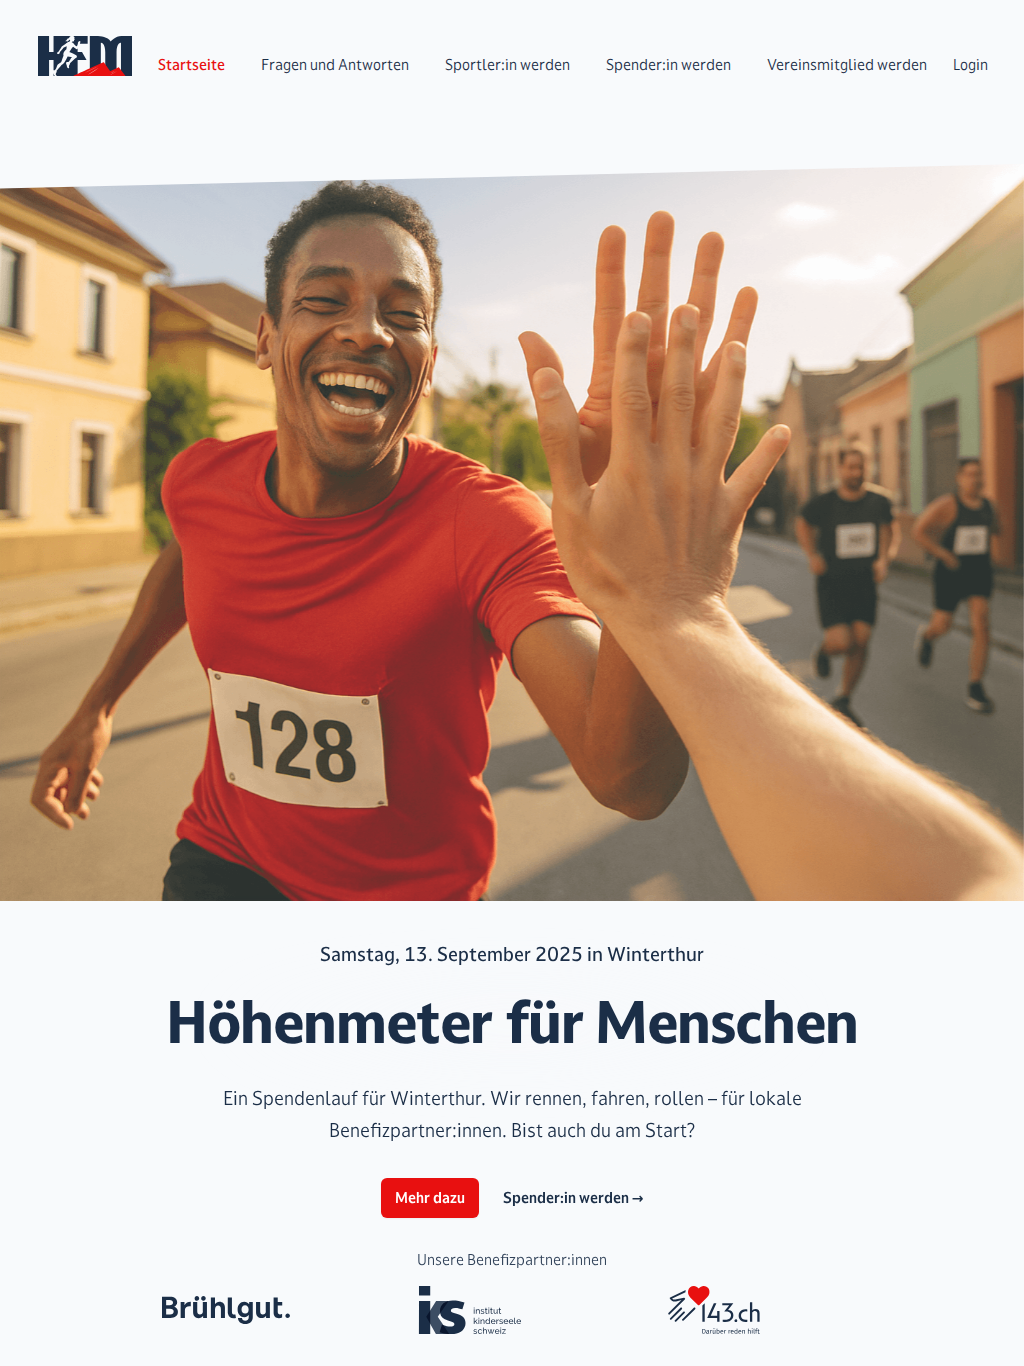 HFM
Startseite
Fragen und Antworten
Sportler:in werden
Spender:in werden
Vereinsmitglied werden
Login
128
Samstag, 13. September 2025 in Winterthur
Höhenmeter für Menschen
Ein Spendenlauf für Winterthur. Wir rennen, fahren, rollen – für lokale
Benefizpartner:innen. Bist auch du am Start?
Mehr dazu
Spender:in werden →
Unsere Benefizpartner:innen
Brühlgut.
iks
institut
kinderseele
schweiz
143.ch
Darüber reden hilft